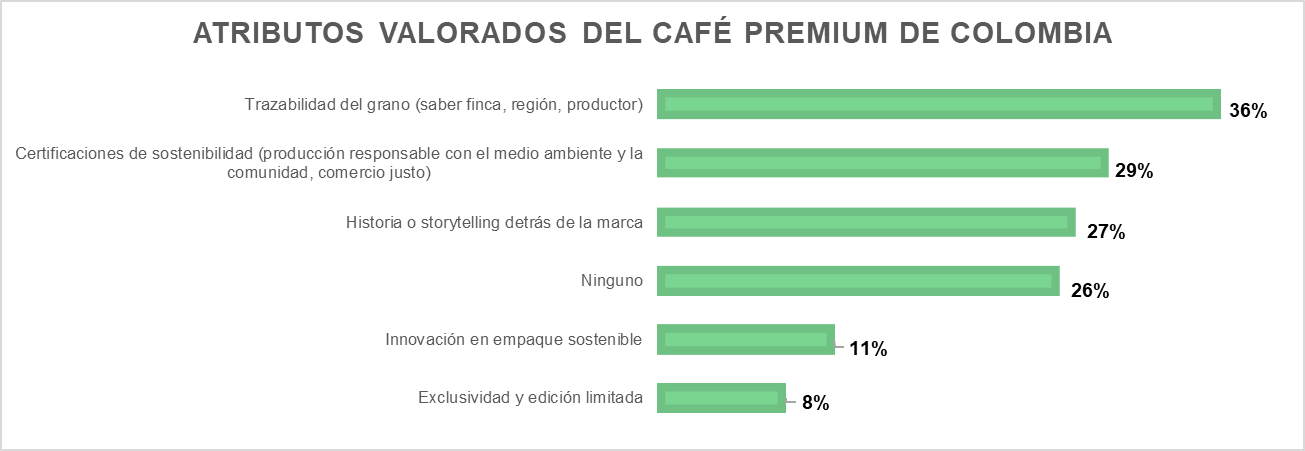 ATRIBUTOS VALORADOS DEL CAFÉ PREMIUM DE COLOMBIA
Trazabilidad del grano (saber finca, región, productor)
36%
Certificaciones de sostenibilidad (producción responsable con el medio ambiente y la
comunidad, comercio justo)
29%
Historia o storytelling detrás de la marca
27%
Ninguno
26%
Innovación en empaque sostenible
11%
Exclusividad y edición limitada
8%